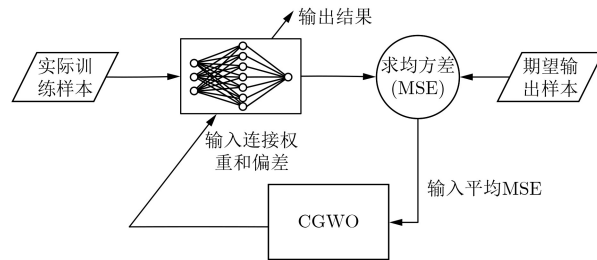 输出结果
实际训
练样本
求均方差
(MSE)
期望输
出样本
输入连接权
重和偏差
输入平均MSE
CGWO